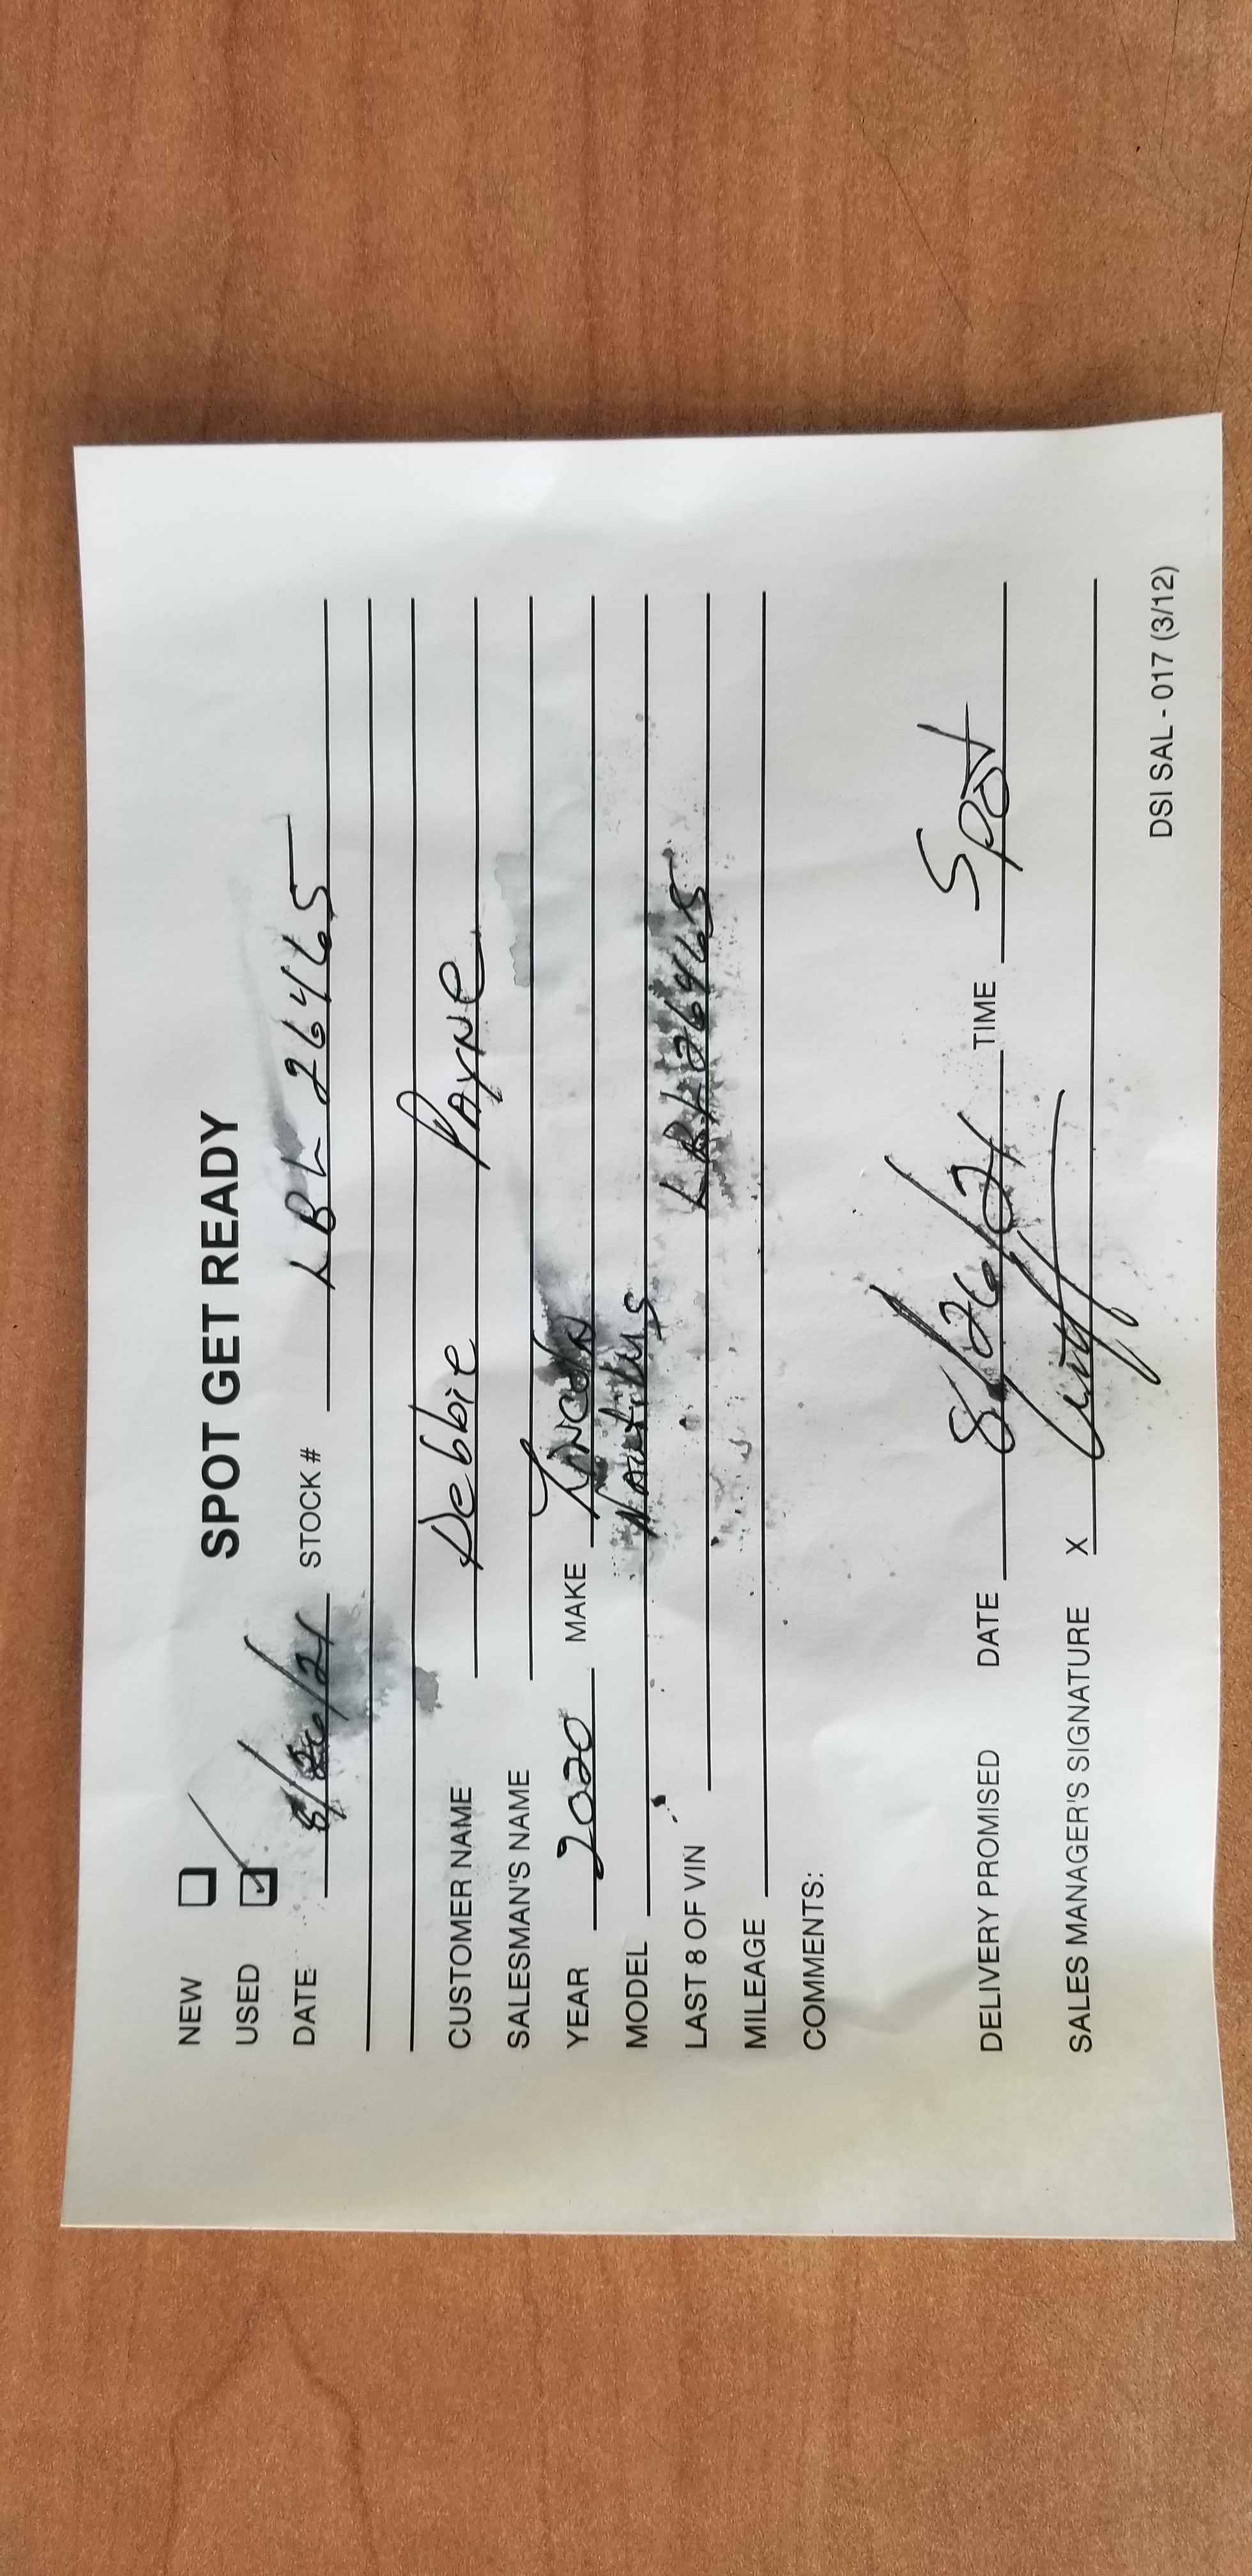 NEW ☐ SPOT GET READY
USED ☑
DATE 8/26/21 STOCK # LBL 26465
CUSTOMER NAME Debbie Payne
SALESMAN'S NAME
YEAR 2020 MAKE Lincoln
MODEL Nautilus
LAST 8 OF VIN LBL26465
MILEAGE
COMMENTS:
DELIVERY PROMISED DATE 8/26/21 TIME Spot
SALES MANAGER'S SIGNATURE X
DSI SAL - 017 (3/12)